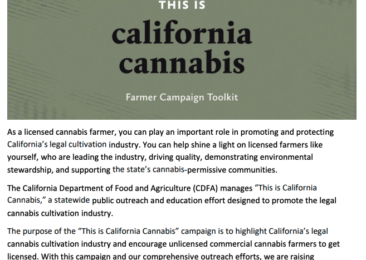 THIS IS
california
cannabis
Farmer Campaign Toolkit
As a licensed cannabis farmer, you can play an important role in promoting and protecting
California's legal cultivation industry. You can help shine a light on licensed farmers like
yourself, who are leading the industry, driving quality, demonstrating environmental
stewardship, and supporting the state's cannabis-permissive communities.
The California Department of Food and Agriculture (CDFA) manages "This is California
Cannabis," a statewide public outreach and education effort designed to promote the legal
cannabis cultivation industry.
The purpose of the "This is California Cannabis" campaign is to highlight California's legal
cannabis cultivation industry and encourage unlicensed commercial cannabis farmers to get
licensed. With this campaign and our comprehensive outreach efforts, we are raising